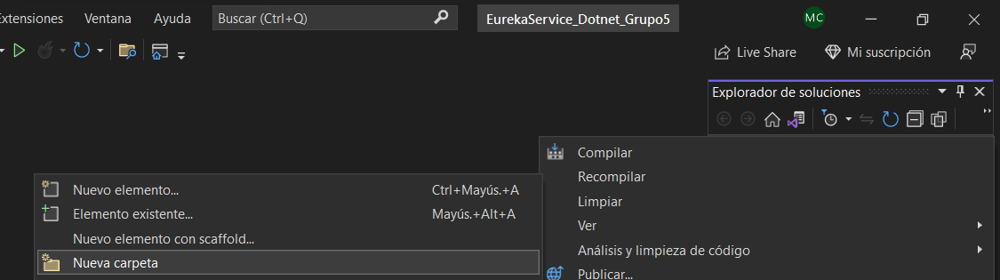 xtensiones Ventana Ayuda Buscar (Ctrl+Q) EurekaService_Dotnet_Grupo5 MC
Live Share Mi suscripción
Explorador de soluciones
Compilar
Recompilar
Limpiar
Ver
Análisis y limpieza de código
Publicar...
Nuevo elemento... Ctrl+Mayús.+A
Elemento existente... Mayús.+Alt+A
Nuevo elemento con scaffold...
Nueva carpeta